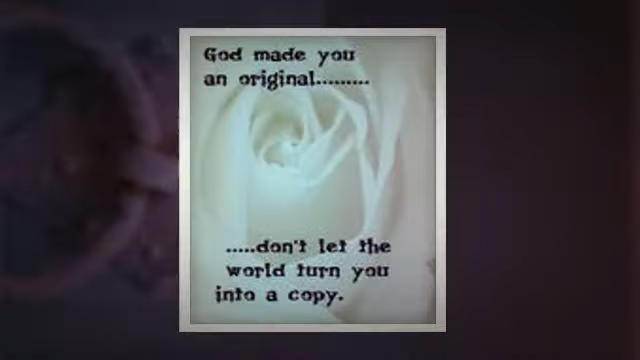 God made you
an original.........
.....don't let the
world turn you
into a copy.